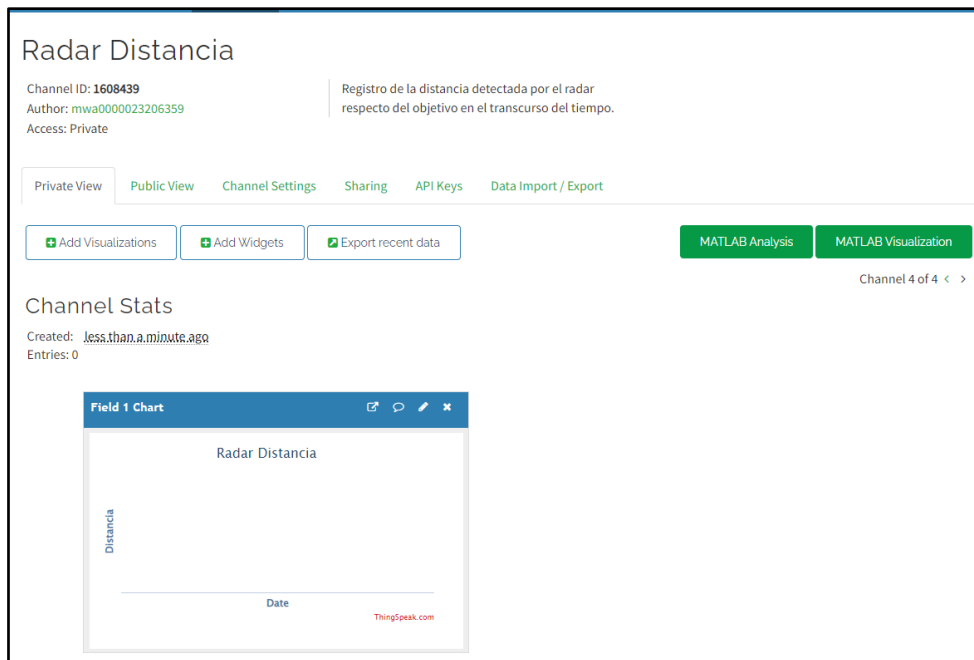 Radar Distancia
Channel ID: 1608439
Author: mwa0000023206359
Access: Private
Registro de la distancia detectada por el radar
respecto del objetivo en el transcurso del tiempo.
Private View Public View Channel Settings Sharing API Keys Data Import / Export
Add Visualizations Add Widgets Export recent data MATLAB Analysis MATLAB Visualization
Channel 4 of 4 < >
Channel Stats
Created: less than a minute ago
Entries: 0
Field 1 Chart
Radar Distancia
Distancia
Date
ThingSpeak.com